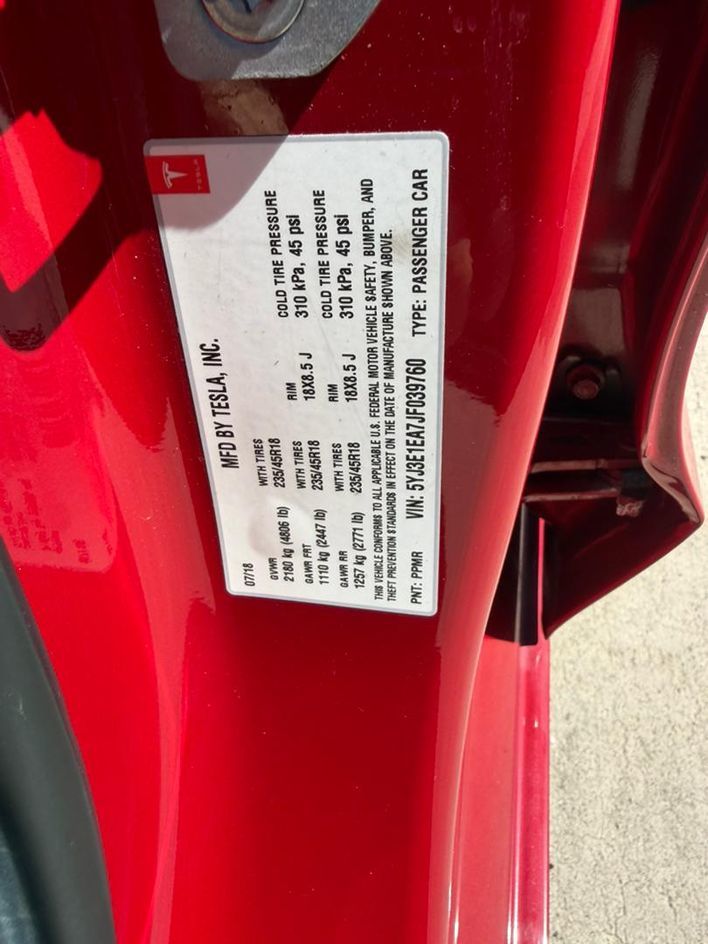 TESLA
MFD BY TESLA, INC.
07/18
GVWR WITH TIRES RIM COLD TIRE PRESSURE
2180 kg (4806 lb) 235/45R18 18X8.5 J 310 kPa, 45 psi
GAWR FRT WITH TIRES RIM COLD TIRE PRESSURE
1110 kg (2447 lb) 235/45R18 18X8.5 J 310 kPa, 45 psi
GAWR RR WITH TIRES
1257 kg (2771 lb) 235/45R18
THIS VEHICLE CONFORMS TO ALL APPLICABLE U.S. FEDERAL MOTOR VEHICLE SAFETY, BUMPER, AND
THEFT PREVENTION STANDARDS IN EFFECT ON THE DATE OF MANUFACTURE SHOWN ABOVE.
PNT: PPMR VIN: 5YJ3E1EA7JF039760 TYPE: PASSENGER CAR